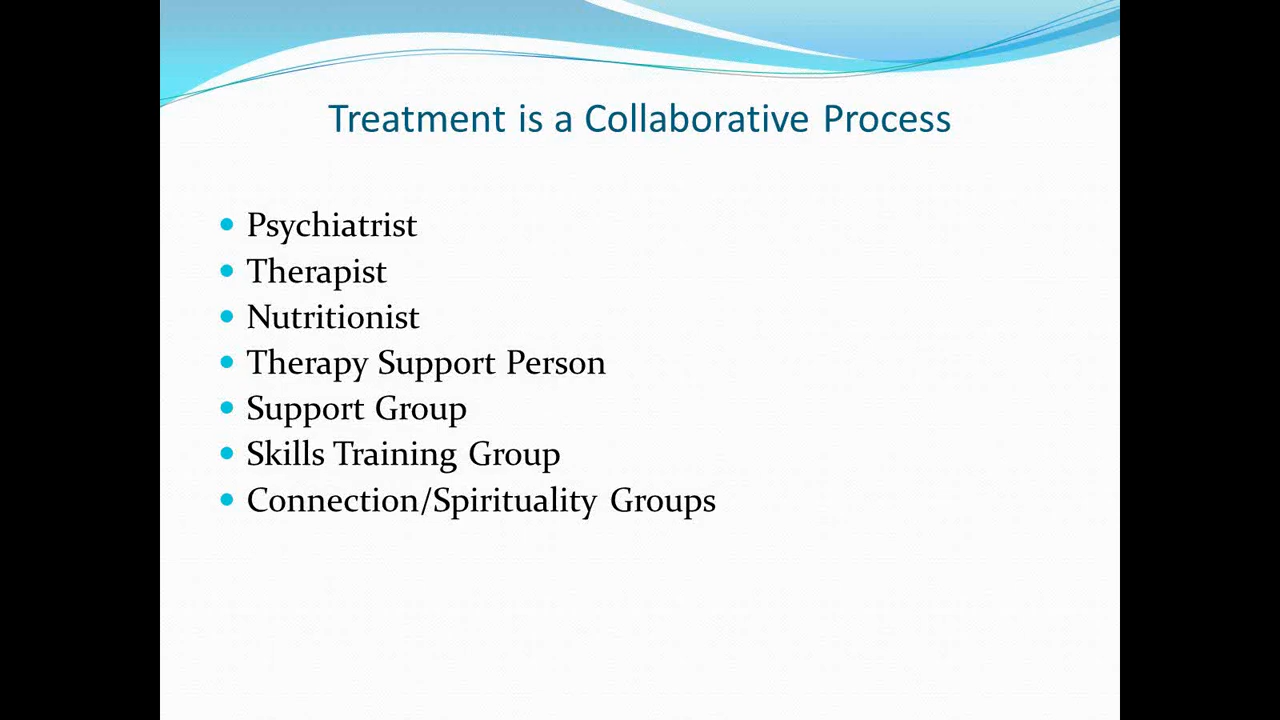 Treatment is a Collaborative Process
Psychiatrist
Therapist
Nutritionist
Therapy Support Person
Support Group
Skills Training Group
Connection/Spirituality Groups